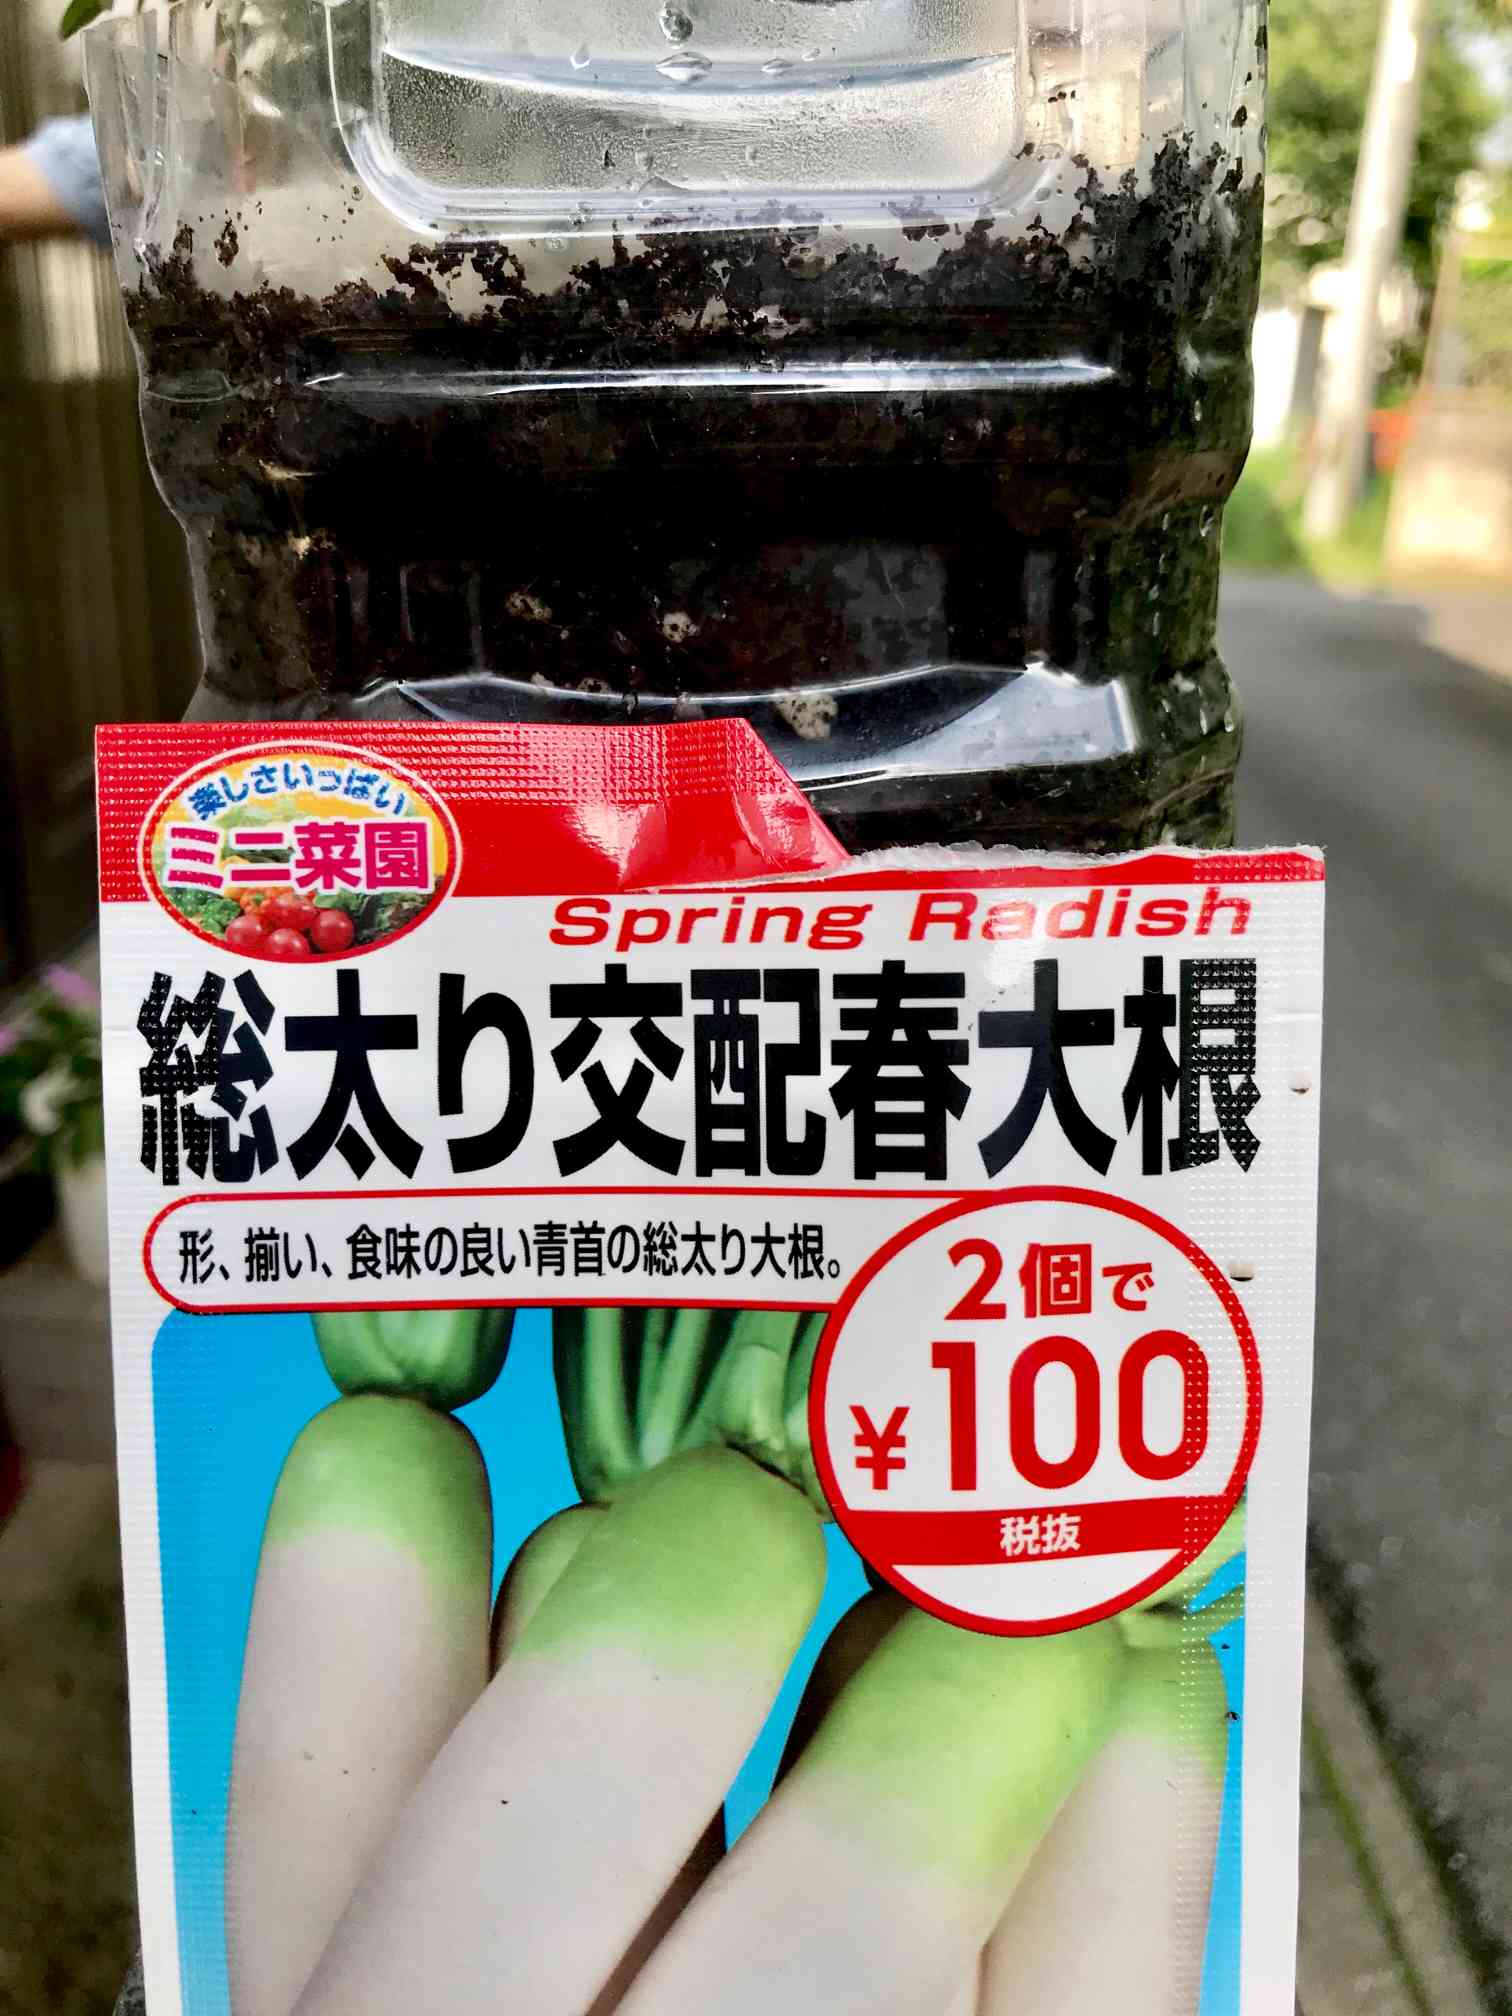 楽しさいっぱい
ミニ菜園
Spring Radish
総太り交配春大根
形、揃い、食味の良い青首の総太り大根。
2個で
¥100
税抜